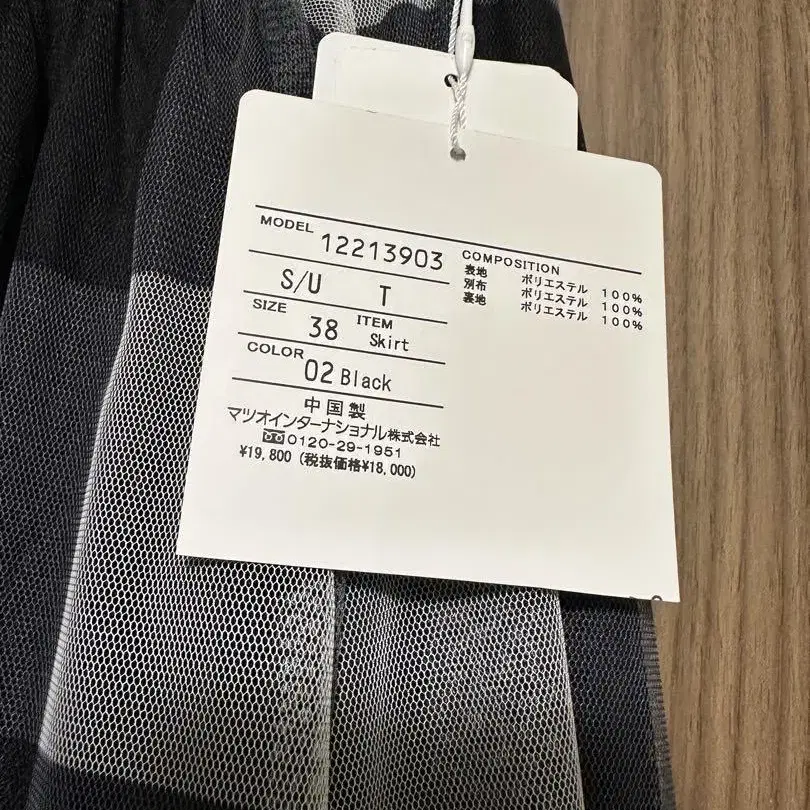 MODEL 12213903
S/U T
SIZE 38 ITEM Skirt
COLOR 02 Black
中国製
マツオインターナショナル株式会社
0120-29-1951
¥19,800 (税抜価格¥18,000)
COMPOSITION
表地 ポリエステル 100%
別布 ポリエステル 100%
裏地 ポリエステル 100%